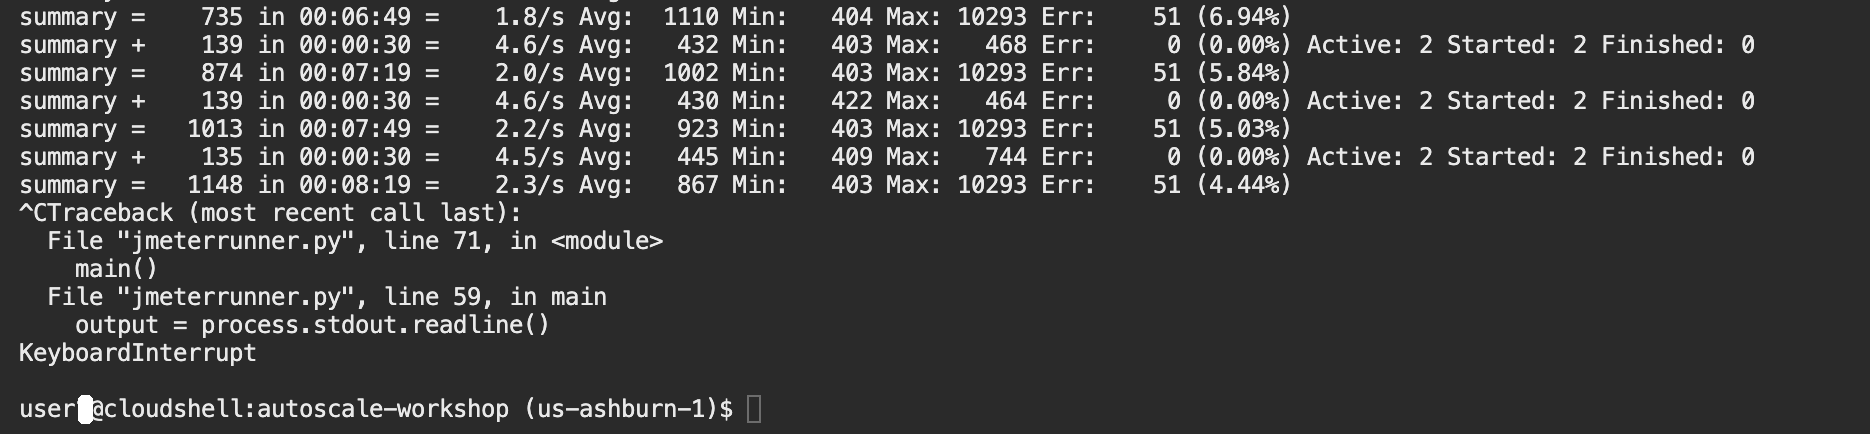 summary =    735 in 00:06:49 =    1.8/s Avg:  1110 Min:   404 Max: 10293 Err:    51 (6.94%)
summary +    139 in 00:00:30 =    4.6/s Avg:   432 Min:   403 Max:   468 Err:     0 (0.00%) Active: 2 Started: 2 Finished: 0
summary =    874 in 00:07:19 =    2.0/s Avg:  1002 Min:   403 Max: 10293 Err:    51 (5.84%)
summary +    139 in 00:00:30 =    4.6/s Avg:   430 Min:   422 Max:   464 Err:     0 (0.00%) Active: 2 Started: 2 Finished: 0
summary =   1013 in 00:07:49 =    2.2/s Avg:   923 Min:   403 Max: 10293 Err:    51 (5.03%)
summary +    135 in 00:00:30 =    4.5/s Avg:   445 Min:   409 Max:   744 Err:     0 (0.00%) Active: 2 Started: 2 Finished: 0
summary =   1148 in 00:08:19 =    2.3/s Avg:   867 Min:   403 Max: 10293 Err:    51 (4.44%)
^CTraceback (most recent call last):
  File "jmeterrunner.py", line 71, in <module>
    main()
  File "jmeterrunner.py", line 59, in main
    output = process.stdout.readline()
KeyboardInterrupt
user@cloudshell:autoscale-workshop (us-ashburn-1)$